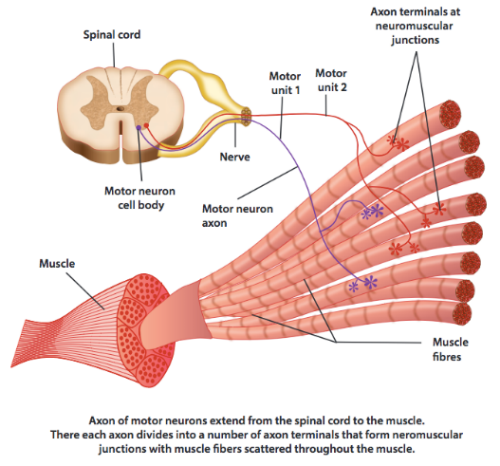 Axon terminals at
neuromuscular
junctions
Spinal cord
Motor
unit 1
Motor
unit 2
Nerve
Motor neuron
cell body
Motor neuron
axon
Muscle
Muscle
fibres
Axon of motor neurons extend from the spinal cord to the muscle.
There each axon divides into a number of axon terminals that form neromuscular
junctions with muscle fibers scattered throughout the muscle.